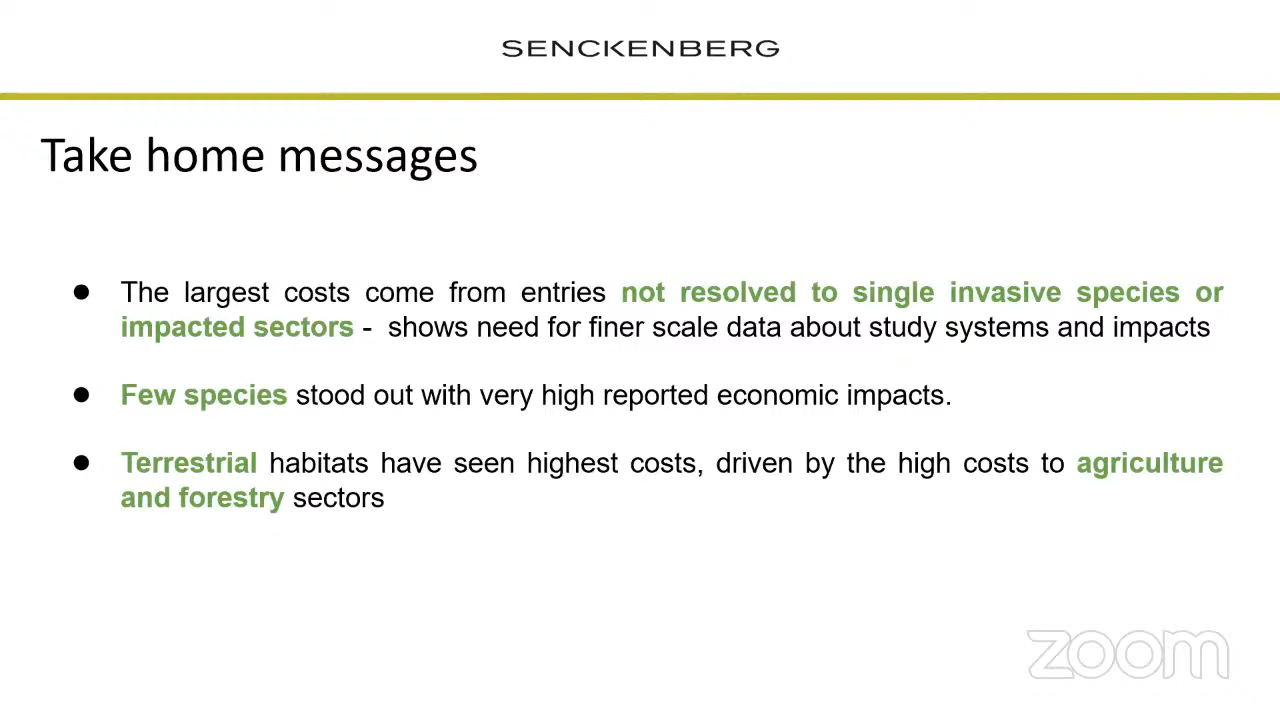 SENCKENBERG
Take home messages
● The largest costs come from entries not resolved to single invasive species or
impacted sectors - shows need for finer scale data about study systems and impacts
● Few species stood out with very high reported economic impacts.
● Terrestrial habitats have seen highest costs, driven by the high costs to agriculture
and forestry sectors
zoom